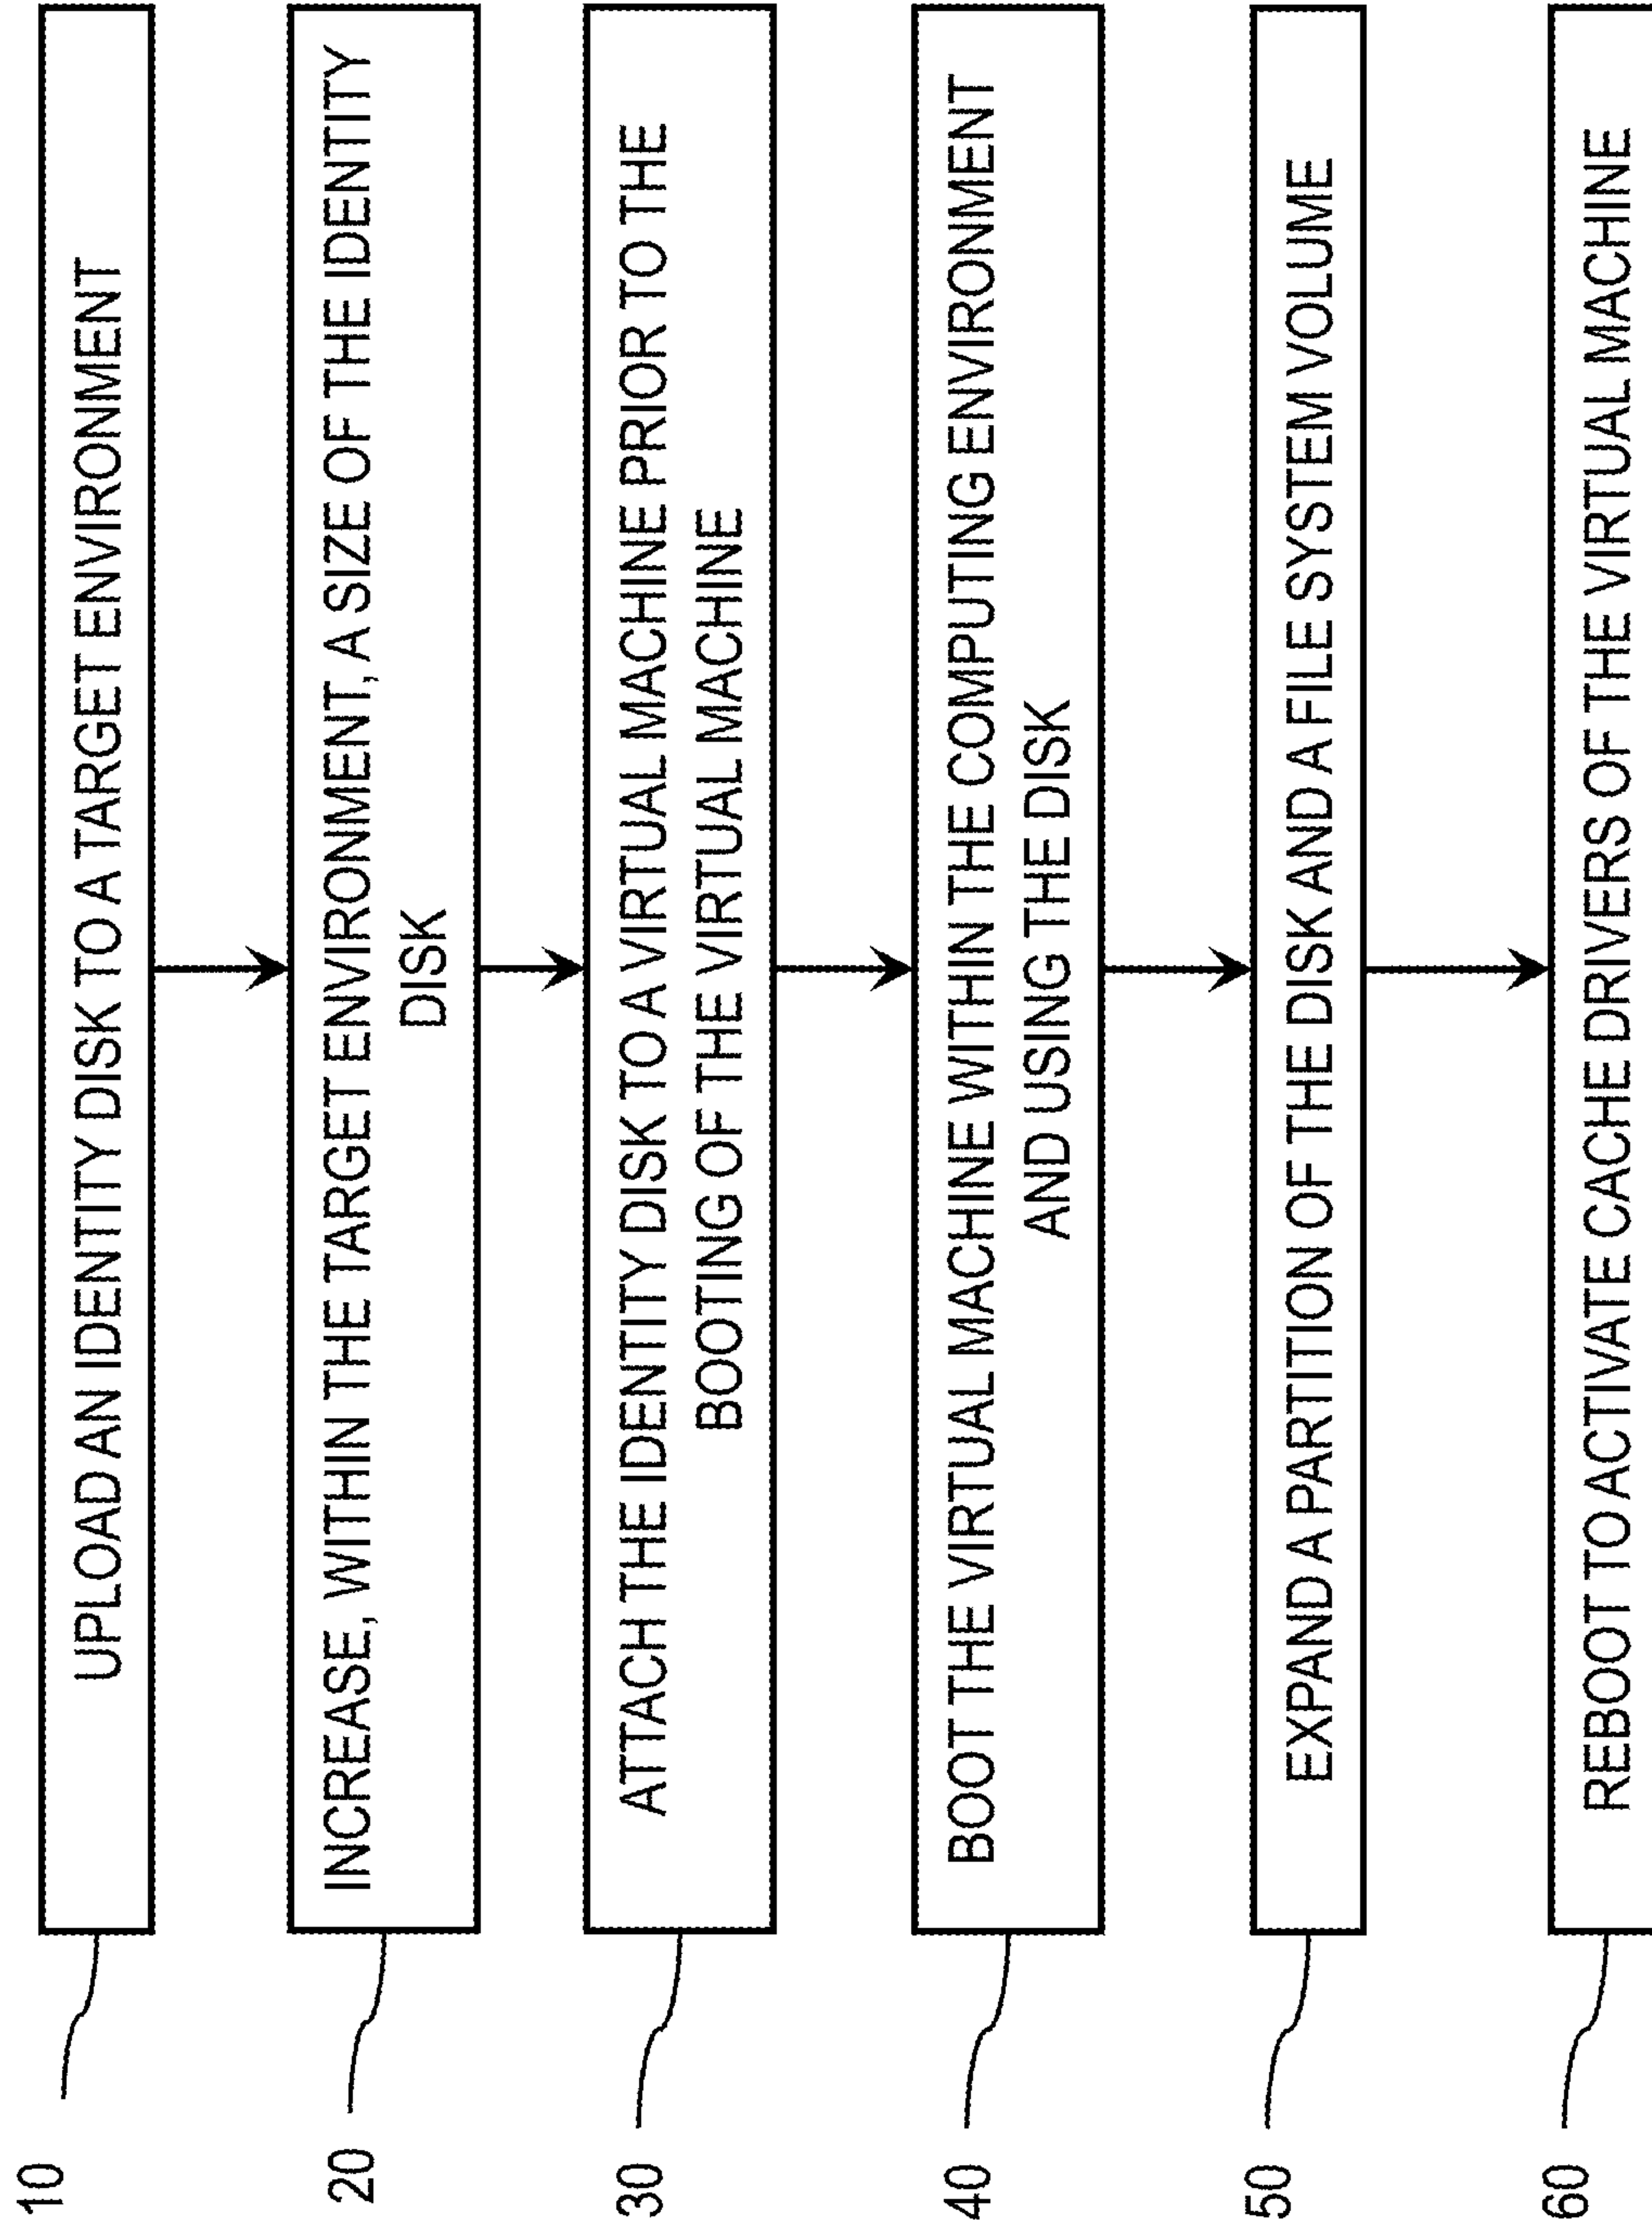 10
UPLOAD AN IDENTITY DISK TO A TARGET ENVIRONMENT
20
INCREASE, WITHIN THE TARGET ENVIRONMENT, A SIZE OF THE IDENTITY
DISK
30
ATTACH THE IDENTITY DISK TO A VIRTUAL MACHINE PRIOR TO THE
BOOTING OF THE VIRTUAL MACHINE
40
BOOT THE VIRTUAL MACHINE WITHIN THE COMPUTING ENVIRONMENT
AND USING THE DISK
50
EXPAND A PARTITION OF THE DISK AND A FILE SYSTEM VOLUME
60
REBOOT TO ACTIVATE CACHE DRIVERS OF THE VIRTUAL MACHINE